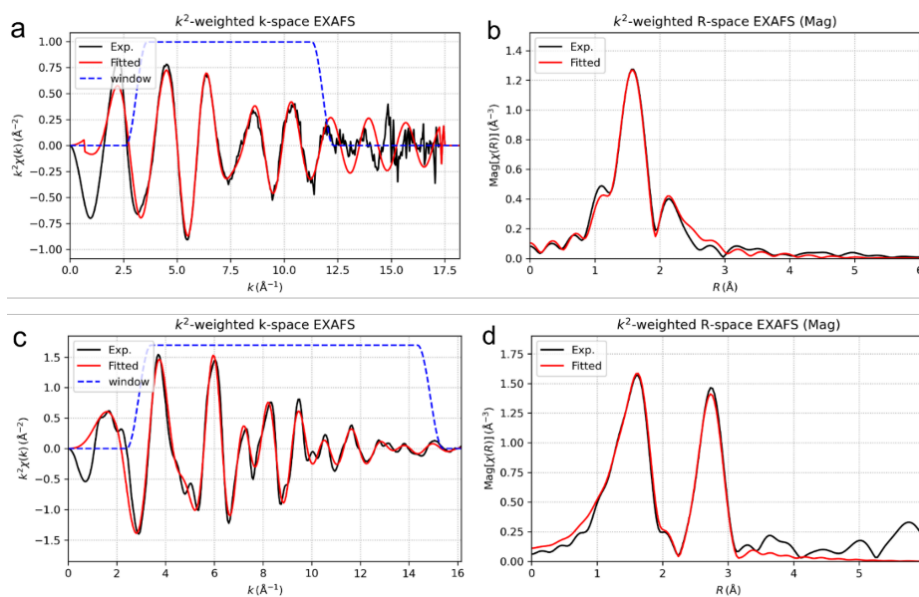 a
k²-weighted k-space EXAFS
Exp.
Fitted
window
k²χ(k) (Å⁻²)
1.00
0.75
0.50
0.25
0.00
−0.25
−0.50
−0.75
−1.00
0.0 2.5 5.0 7.5 10.0 12.5 15.0 17.5
k (Å⁻¹)
b
k²-weighted R-space EXAFS (Mag)
Exp.
Fitted
Mag[χ(R)] (Å⁻³)
1.4
1.2
1.0
0.8
0.6
0.4
0.2
0.0
0 1 2 3 4 5 6
R (Å)
c
k²-weighted k-space EXAFS
Exp.
Fitted
window
k²χ(k) (Å⁻²)
1.5
1.0
0.5
0.0
−0.5
−1.0
−1.5
0 2 4 6 8 10 12 14 16
k (Å⁻¹)
d
k²-weighted R-space EXAFS (Mag)
Exp.
Fitted
Mag[χ(R)] (Å⁻³)
1.75
1.50
1.25
1.00
0.75
0.50
0.25
0.00
0 1 2 3 4 5
R (Å)